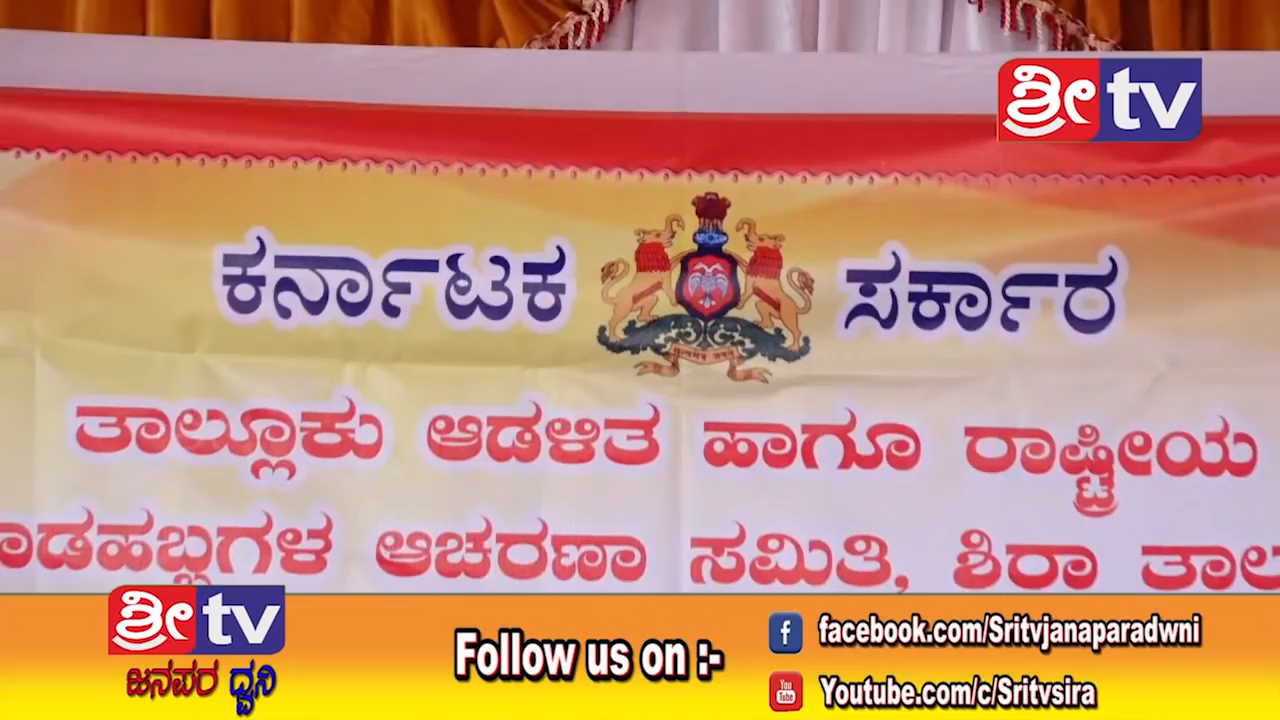 ಶ್ರೀ tv
ಕರ್ನಾಟಕ ಸರ್ಕಾರ
ತಾಲ್ಲೂಕು ಆಡಳಿತ ಹಾಗೂ ರಾಷ್ಟ್ರೀಯ
ಆಚರಣಾ ಸಮಿತಿ, ಶಿರಾ
ಶ್ರೀ tv
ಜನಪರ ಧ್ವನಿ
Follow us on :-
facebook.com/Sritvjanaparadwni
Youtube.com/c/Sritvsira